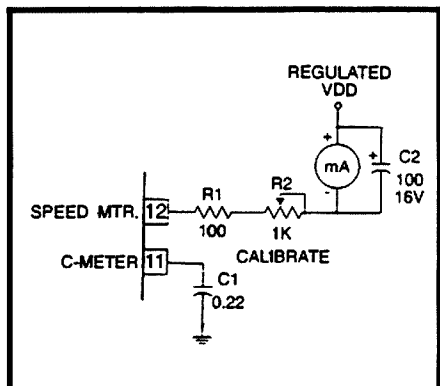 REGULATED
VDD
+
mA
-
+
C2
100
16V
R1
100
R2
1K
CALIBRATE
SPEED MTR.
12
C-METER
11
C1
0.22